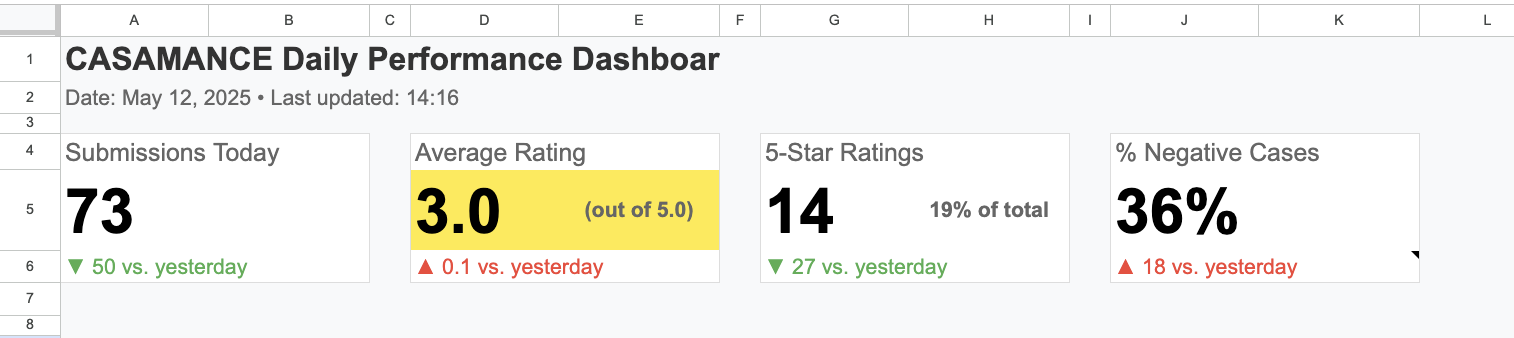 A B C D E F G H I J K L
1 CASAMANCE Daily Performance Dashboar
2 Date: May 12, 2025 • Last updated: 14:16
3
4 Submissions Today Average Rating 5-Star Ratings % Negative Cases
5 73 3.0 (out of 5.0) 14 19% of total 36%
6 ▼ 50 vs. yesterday ▲ 0.1 vs. yesterday ▼ 27 vs. yesterday ▲ 18 vs. yesterday
7
8